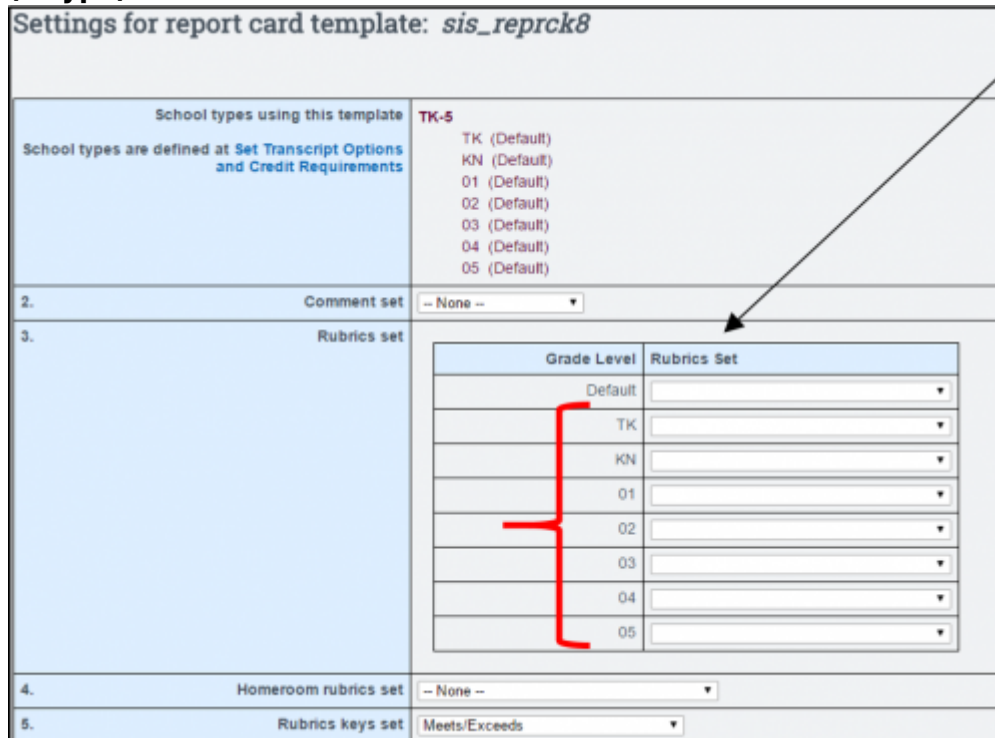 Settings for report card template: sis_reprck8
School types using this template
School types are defined at Set Transcript Options
and Credit Requirements
TK-5
TK (Default)
KN (Default)
01 (Default)
02 (Default)
03 (Default)
04 (Default)
05 (Default)
2. Comment set -- None --
3. Rubrics set
Grade Level Rubrics Set
Default
TK
KN
01
02
03
04
05
4. Homeroom rubrics set -- None --
5. Rubrics keys set Meets/Exceeds